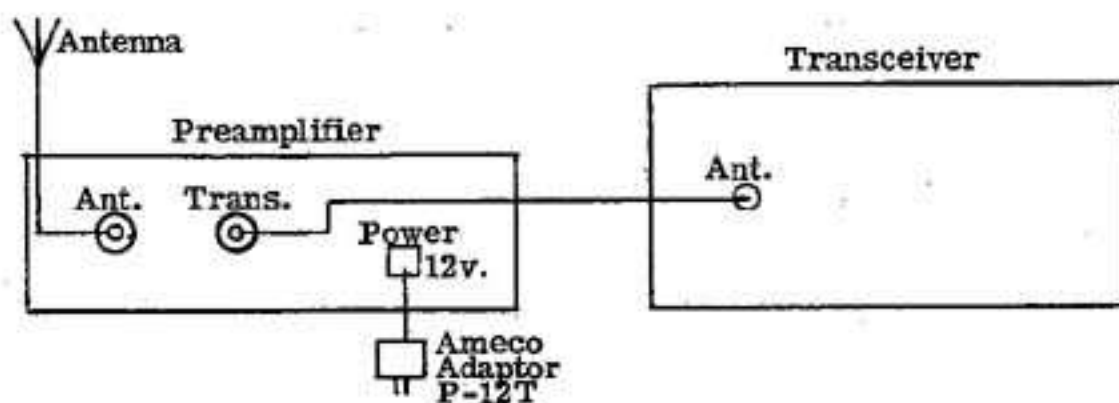 Antenna
Transceiver
Preamplifier
Ant.
Trans.
Ant.
Power
12v.
Ameco
Adaptor
P-12T